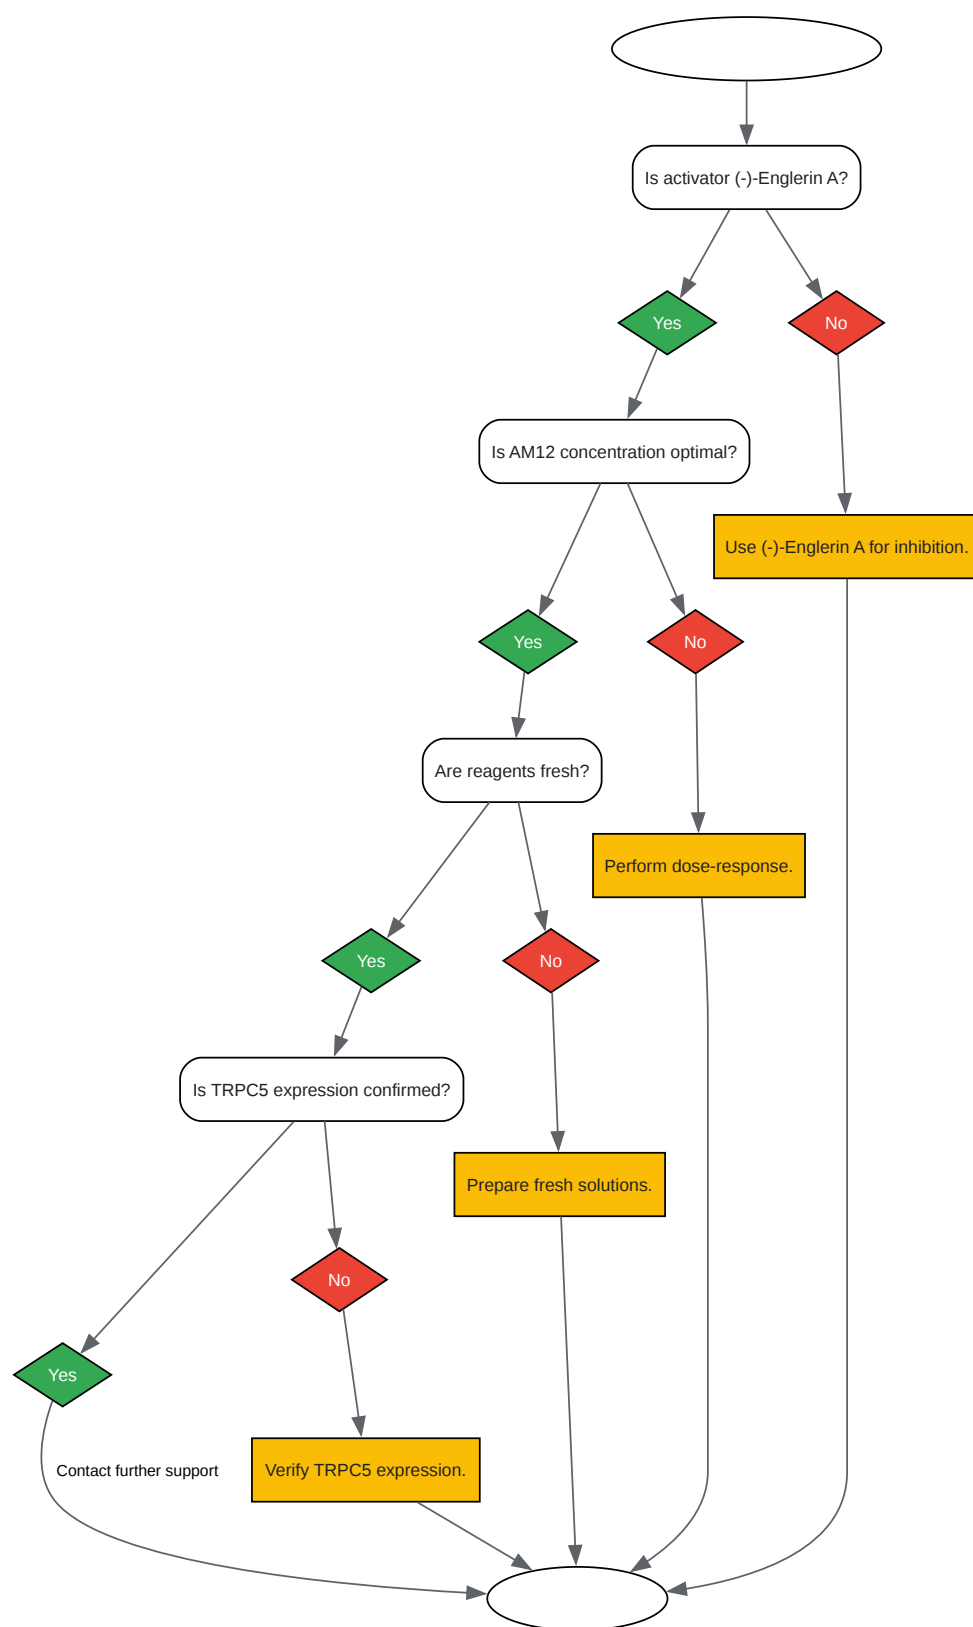 Is activator (-)-Englerin A?
Yes
No
Is AM12 concentration optimal?
Use (-)-Englerin A for inhibition.
Yes
No
Are reagents fresh?
Perform dose-response.
Yes
No
Is TRPC5 expression confirmed?
Prepare fresh solutions.
No
Yes
Contact further support
Verify TRPC5 expression.